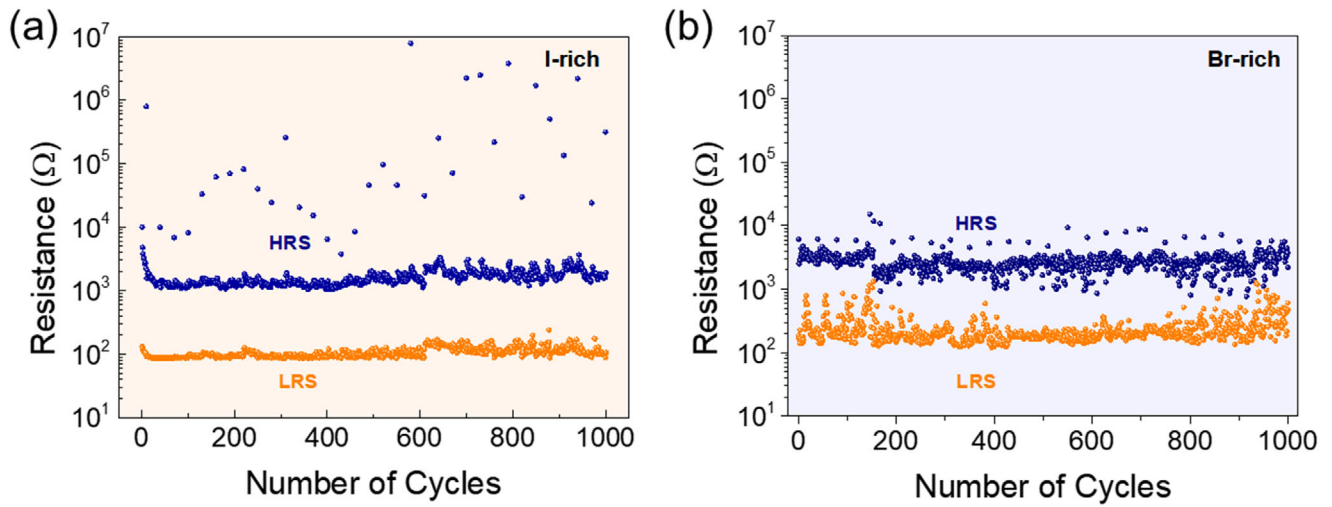 (a)
I-rich
Resistance (Ω)
10⁷
10⁶
10⁵
10⁴
10³
10²
10¹
HRS
LRS
0 200 400 600 800 1000
Number of Cycles
(b)
Br-rich
Resistance (Ω)
10⁷
10⁶
10⁵
10⁴
10³
10²
10¹
HRS
LRS
0 200 400 600 800 1000
Number of Cycles